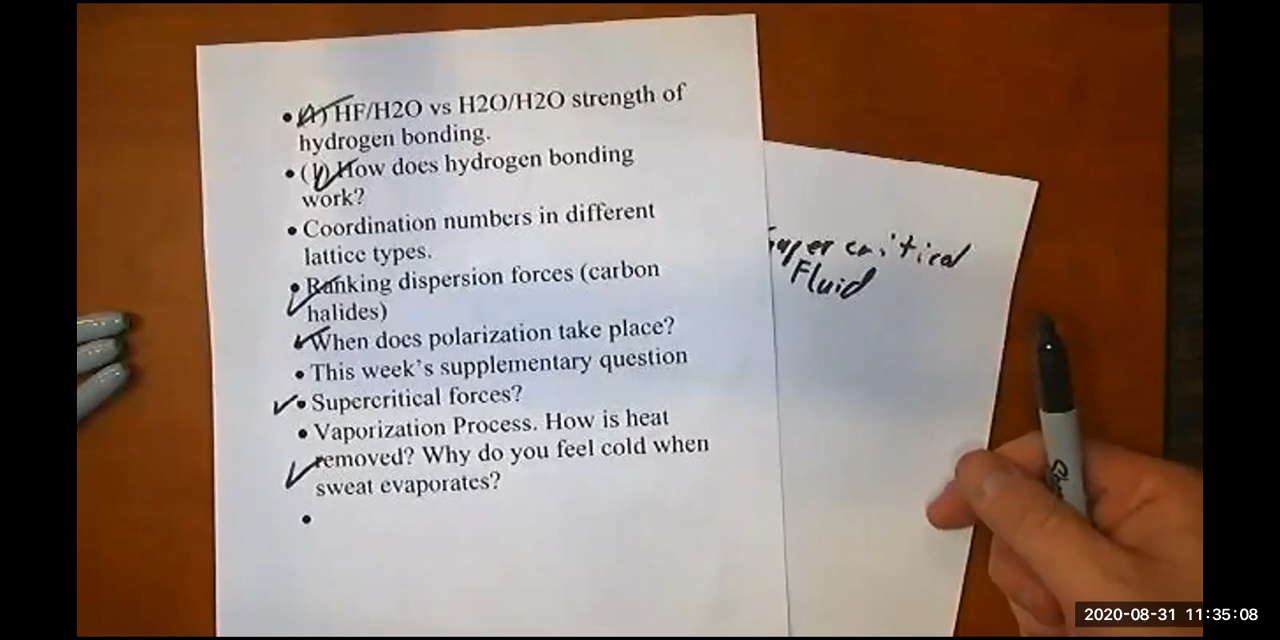 • A) HF/H2O vs H2O/H2O strength of
hydrogen bonding.
• (1) How does hydrogen bonding
work?
• Coordination numbers in different
lattice types.
• Ranking dispersion forces (carbon
halides)
When does polarization take place?
• This week's supplementary question
• Supercritical forces?
• Vaporization Process. How is heat
removed? Why do you feel cold when
sweat evaporates?
•
Super critical
Fluid
2020-08-31 11:35:08